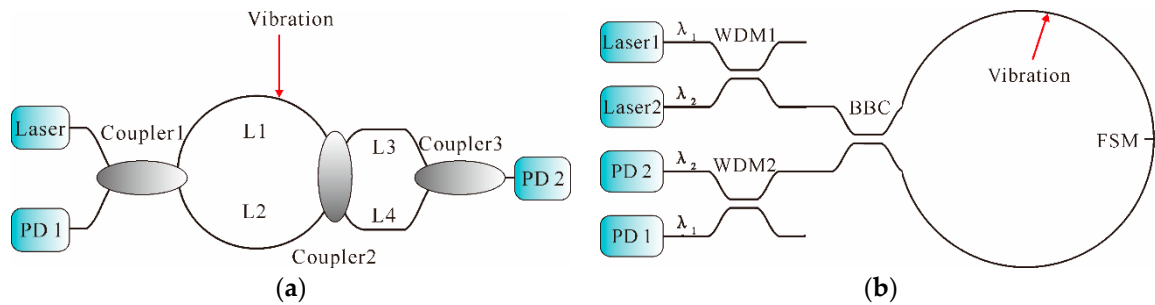 Vibration
Laser
Coupler1
L1
L3
Coupler3
PD 2
L2
L4
PD 1
Coupler2
(a)
Laser1
λ1
WDM1
Vibration
Laser2
λ2
BBC
FSM
PD 2
λ2
WDM2
PD 1
λ1
(b)